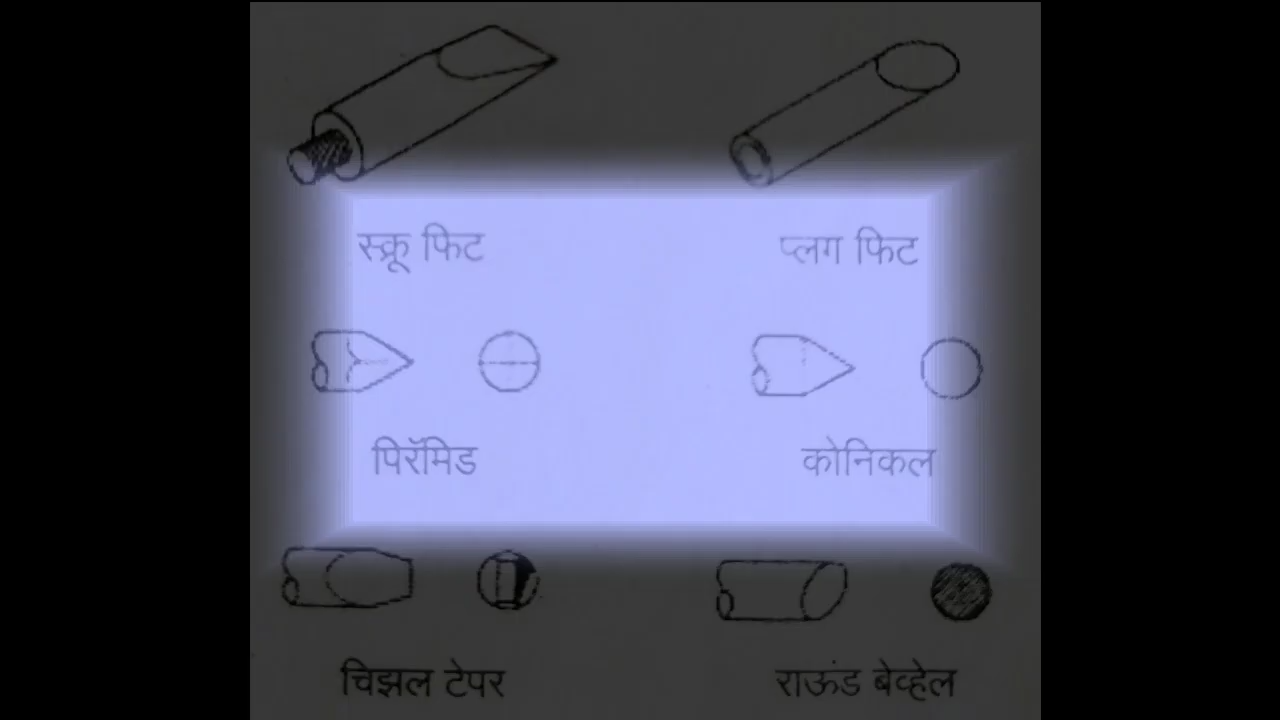 स्क्रू फिट
प्लग फिट
पिरॅमिड
कोनिकल
चिझल टेपर
राऊंड बेव्हेल